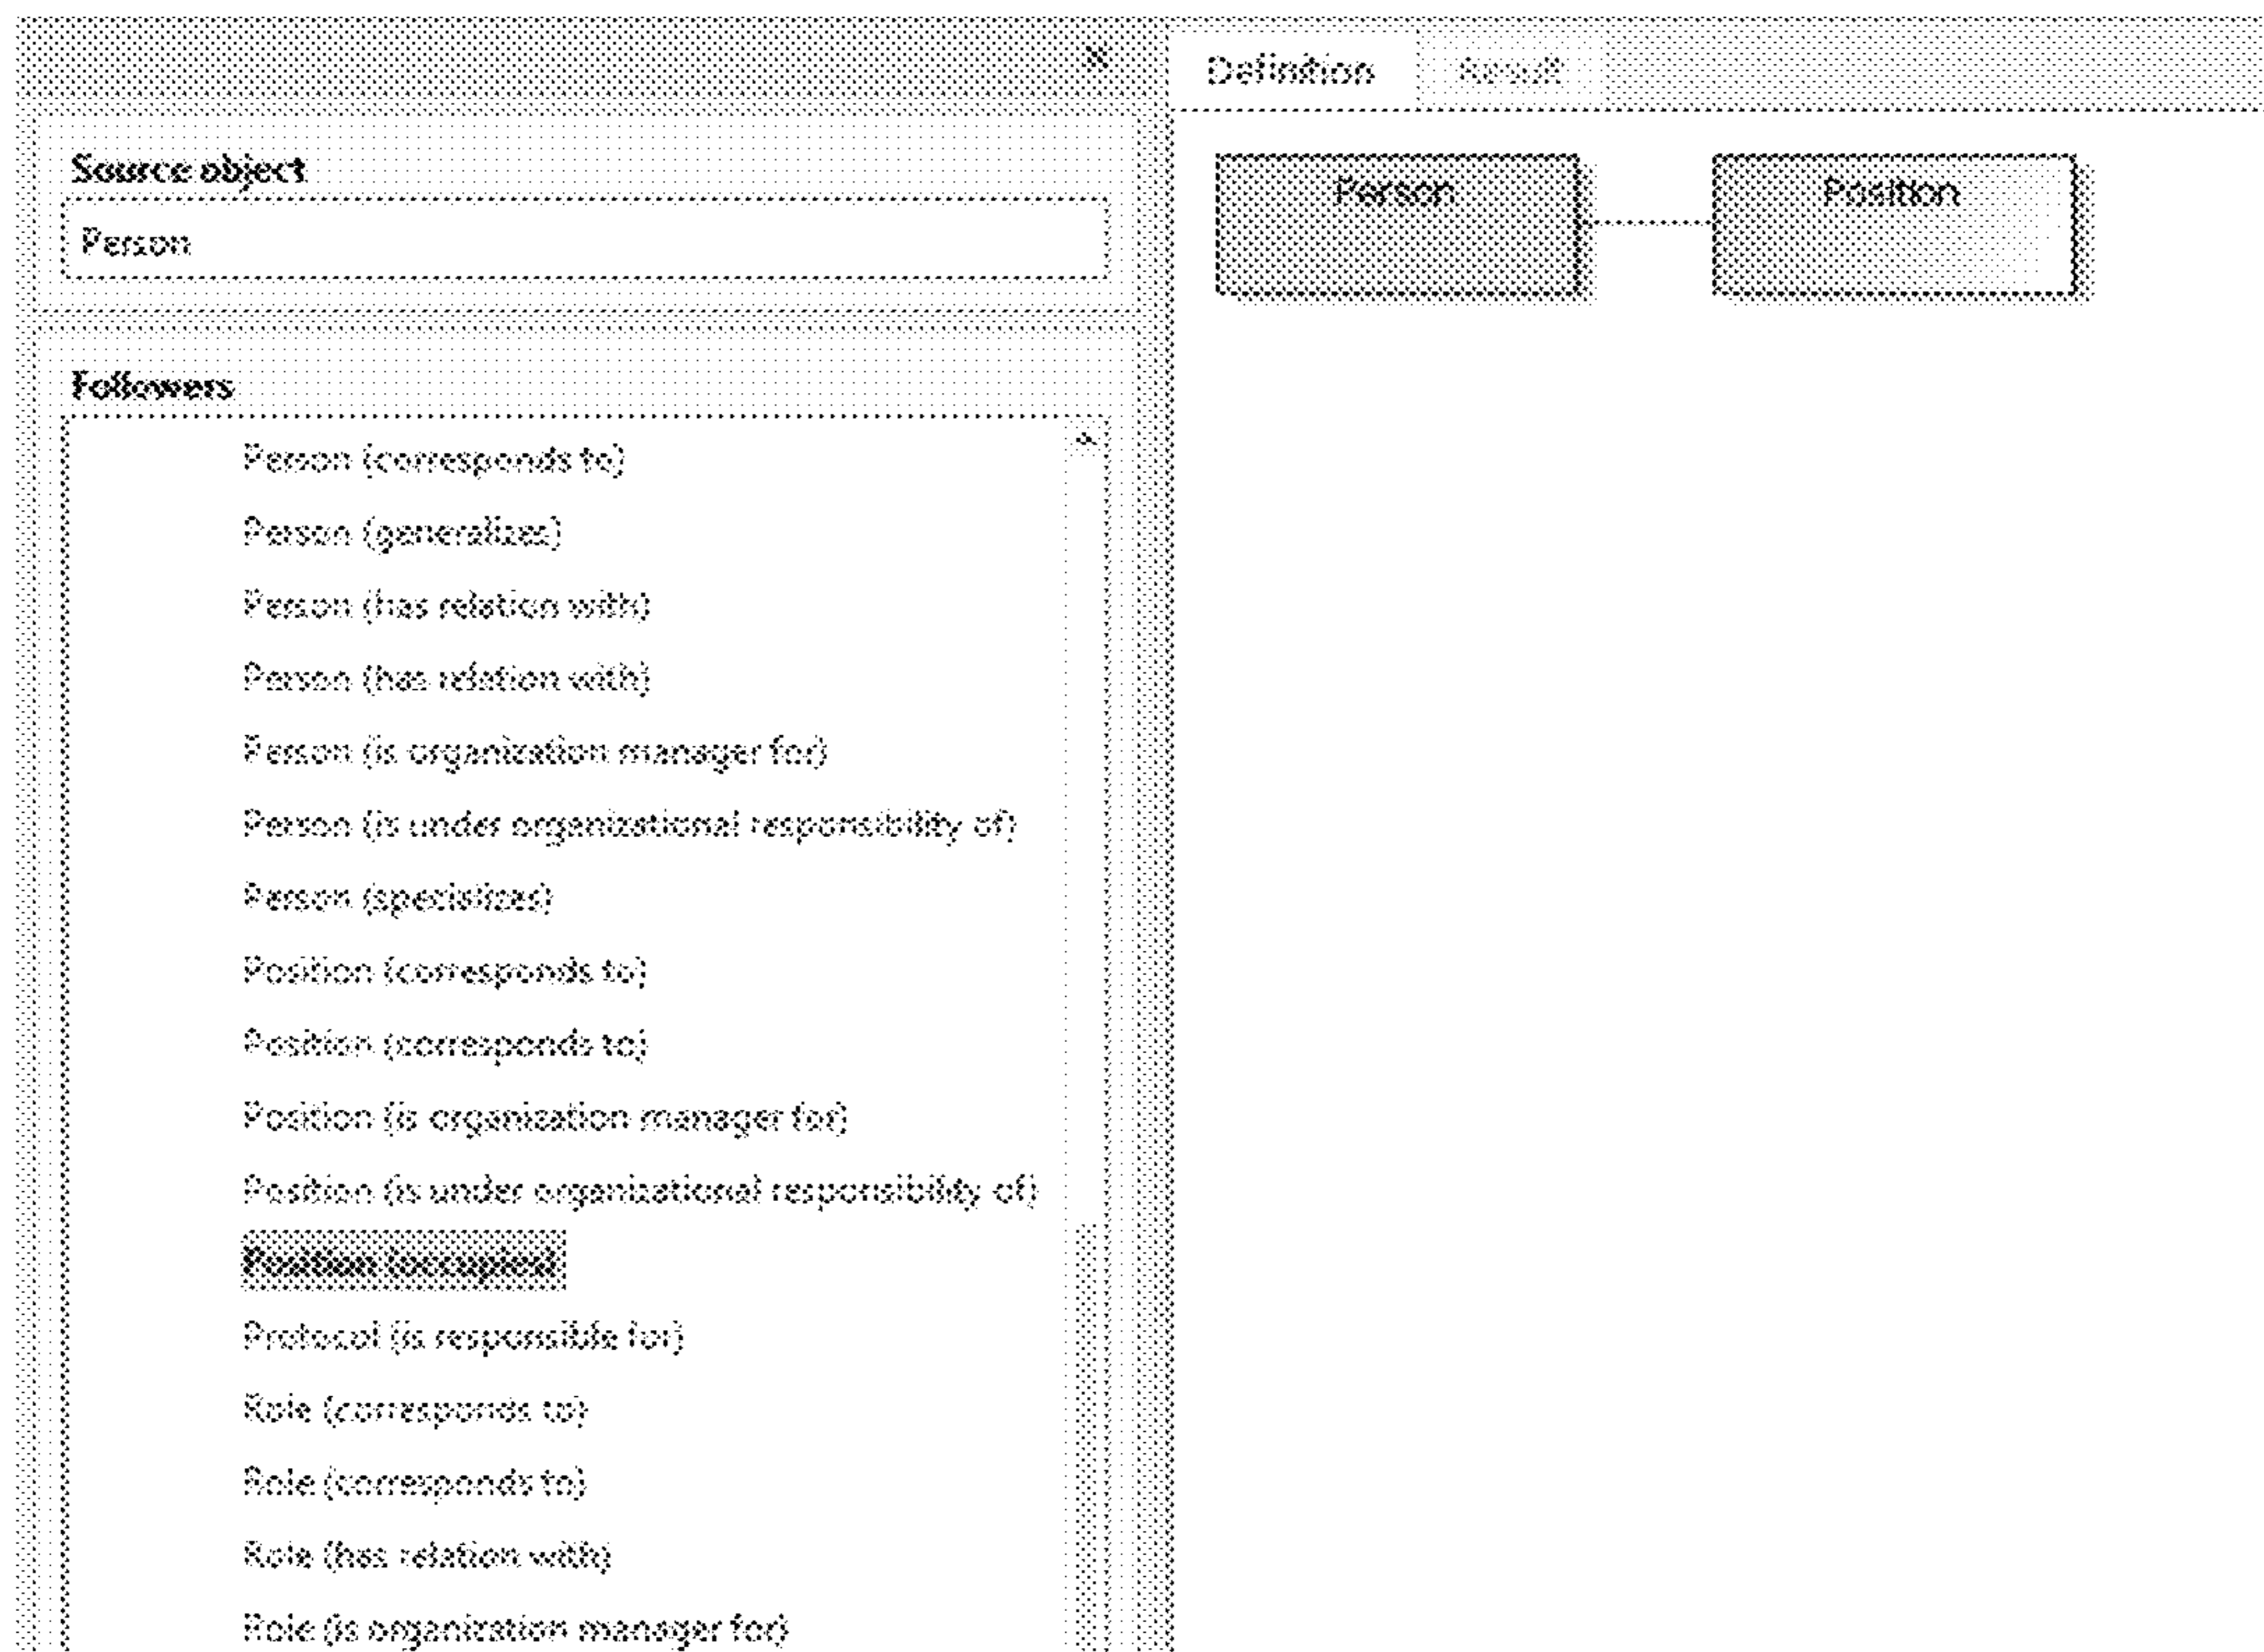 Definition
Result
Source object
Person
Person
Position
Followers
Person (corresponds to)
Person (generalizes)
Person (has relation with)
Person (has relation with)
Person (is organization manager for)
Person (is under organizational responsibility of)
Person (specializes)
Position (corresponds to)
Position (corresponds to)
Position (is organization manager for)
Position (is under organizational responsibility of)
Position (occupies)
Protocol (is responsible for)
Role (corresponds to)
Role (corresponds to)
Role (has relation with)
Role (is organization manager for)